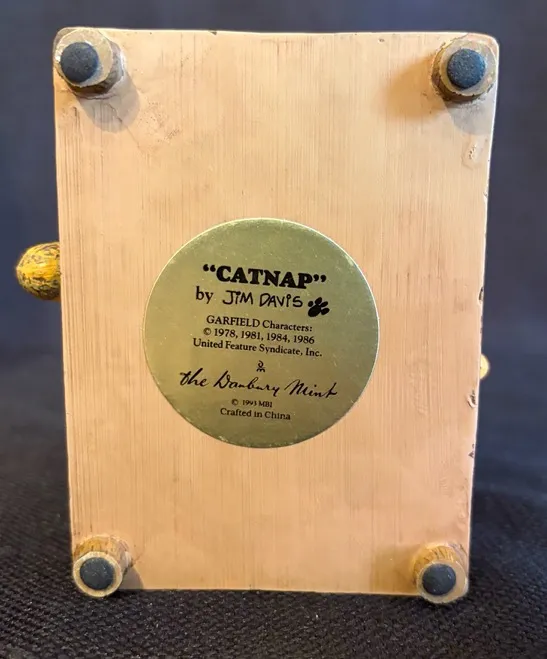 "CATNAP"
by JIM DAVIS
GARFIELD Characters:
© 1978, 1981, 1984, 1986
United Feature Syndicate, Inc.
the Danbury Mint
© 1993 MBI
Crafted in China